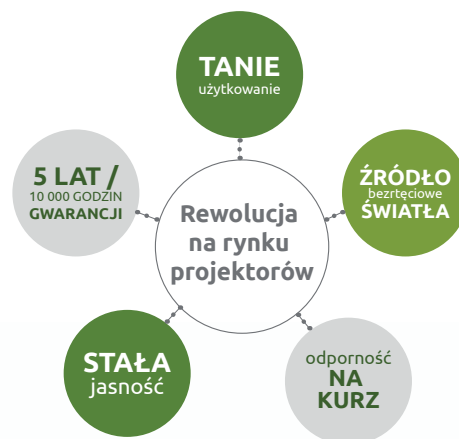 TANIE
użytkowanie
5 LAT /
10 000 GODZIN
GWARANCJI
ŹRÓDŁO
bezrtęciowe
ŚWIATŁA
Rewolucja
na rynku
projektorów
STAŁA
jasność
odporność
NA
KURZ